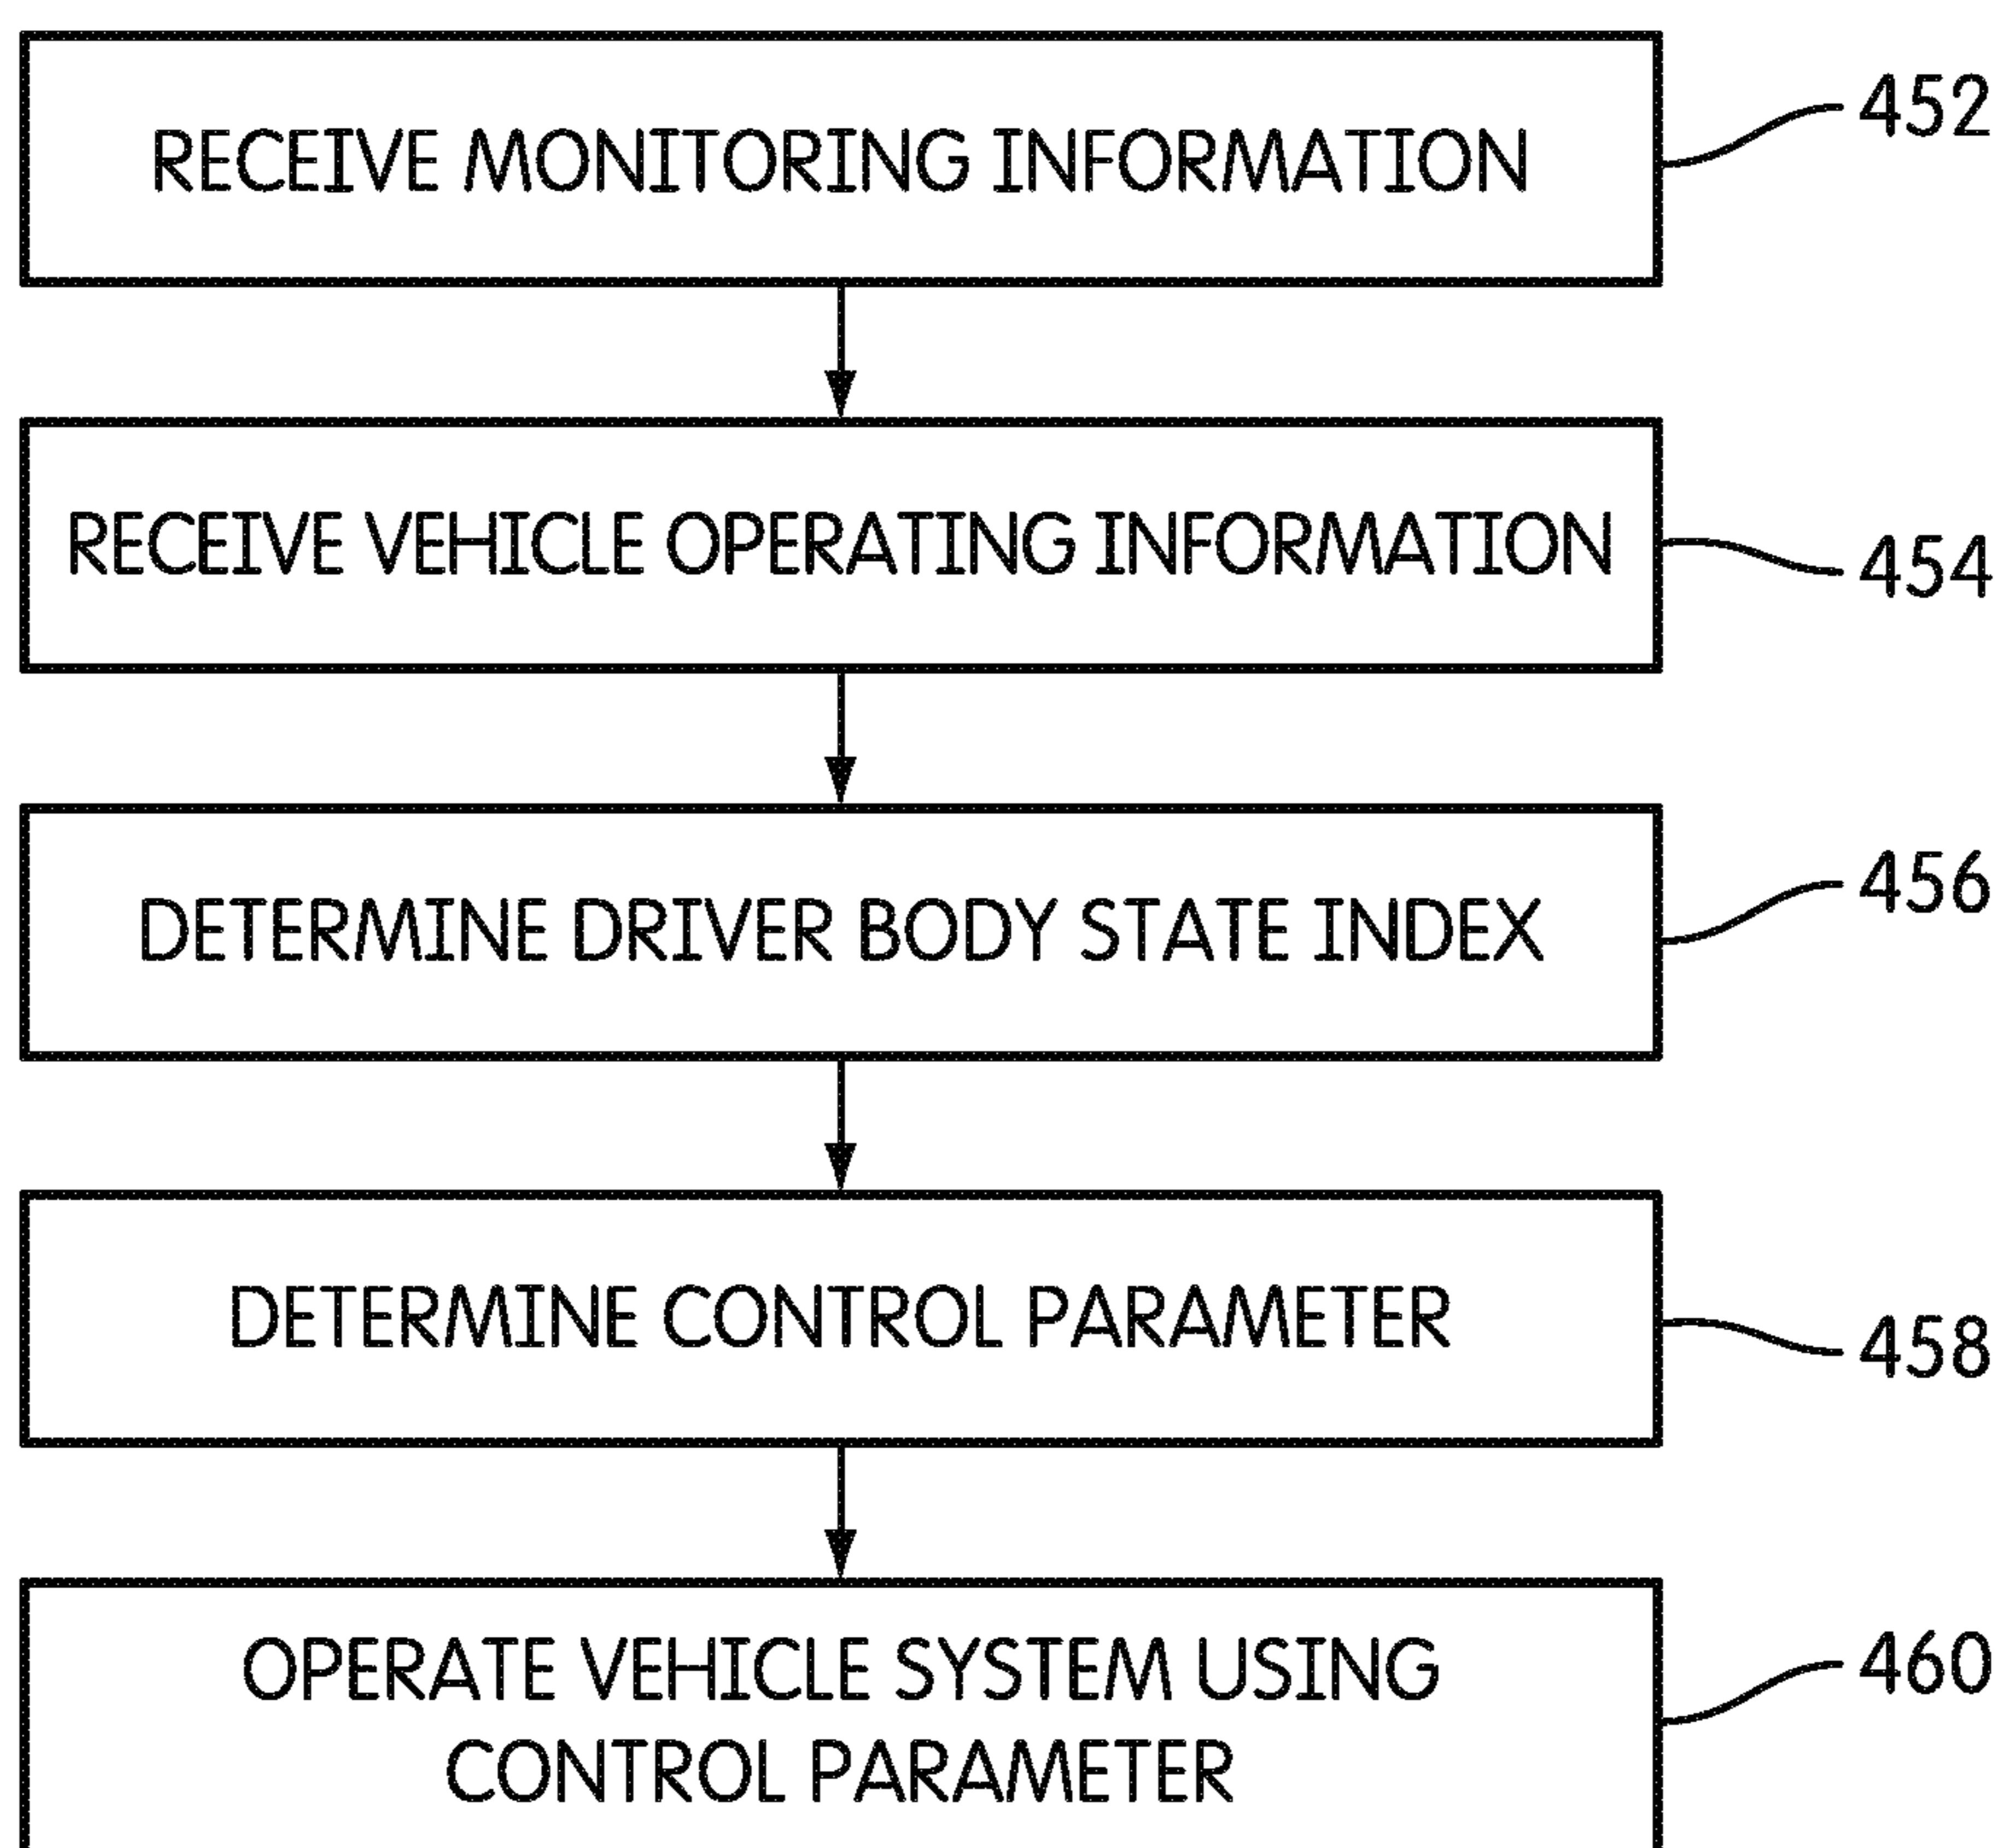 RECEIVE MONITORING INFORMATION
452
RECEIVE VEHICLE OPERATING INFORMATION
454
DETERMINE DRIVER BODY STATE INDEX
456
DETERMINE CONTROL PARAMETER
458
OPERATE VEHICLE SYSTEM USING
CONTROL PARAMETER
460